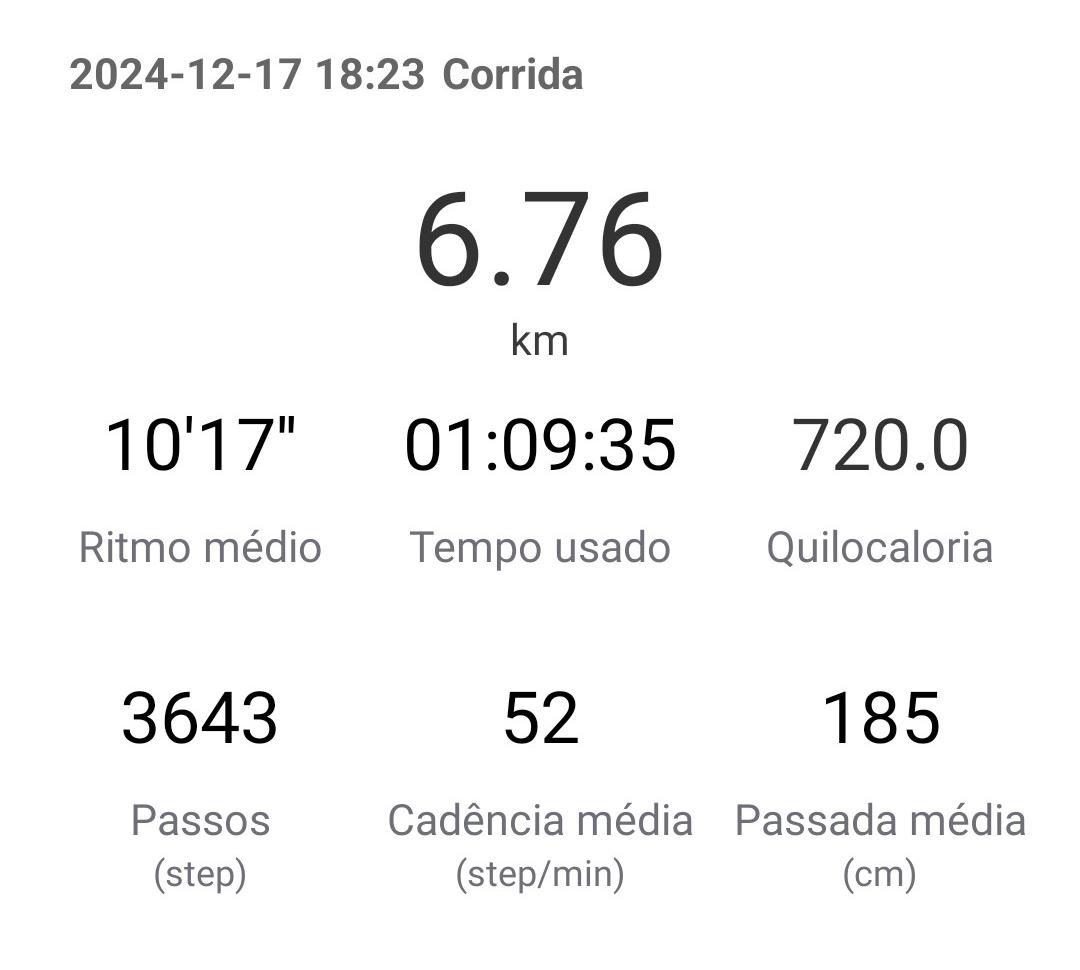 2024-12-17 18:23 Corrida
6.76
km
10'17" 01:09:35 720.0
Ritmo médio Tempo usado Quilocaloria
3643 52 185
Passos Cadência média Passada média
(step) (step/min) (cm)